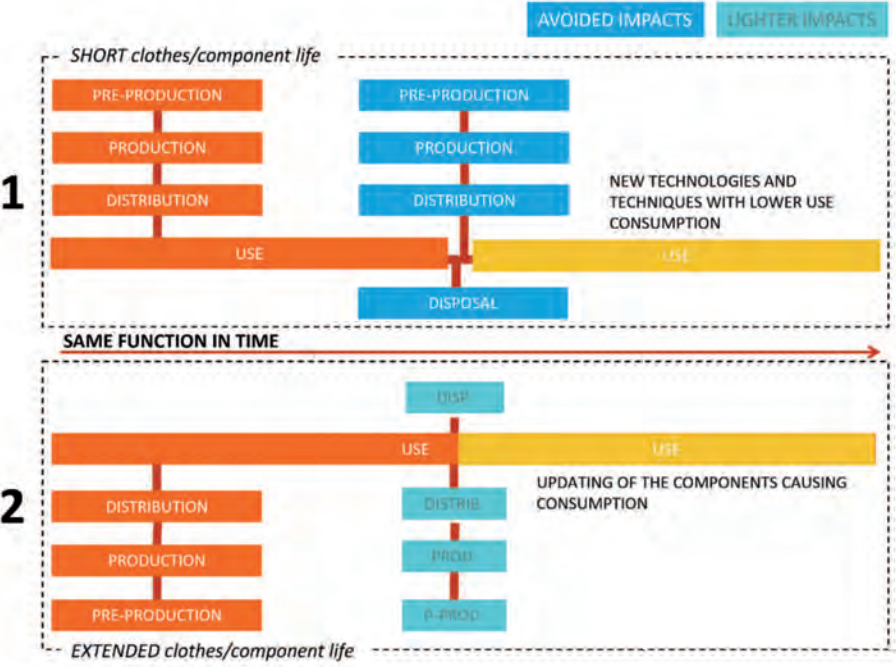 AVOIDED IMPACTS
LIGHTER IMPACTS
SHORT clothes/component life
PRE-PRODUCTION
PRE-PRODUCTION
PRODUCTION
PRODUCTION
1
DISTRIBUTION
DISTRIBUTION
NEW TECHNOLOGIES AND
TECHNIQUES WITH LOWER USE
CONSUMPTION
USE
USE
DISPOSAL
SAME FUNCTION IN TIME
DISP
USE
USE
2
DISTRIBUTION
DISTRIB
UPDATING OF THE COMPONENTS CAUSING
CONSUMPTION
PRODUCTION
PROD
PRE-PRODUCTION
P-PROD
EXTENDED clothes/component life